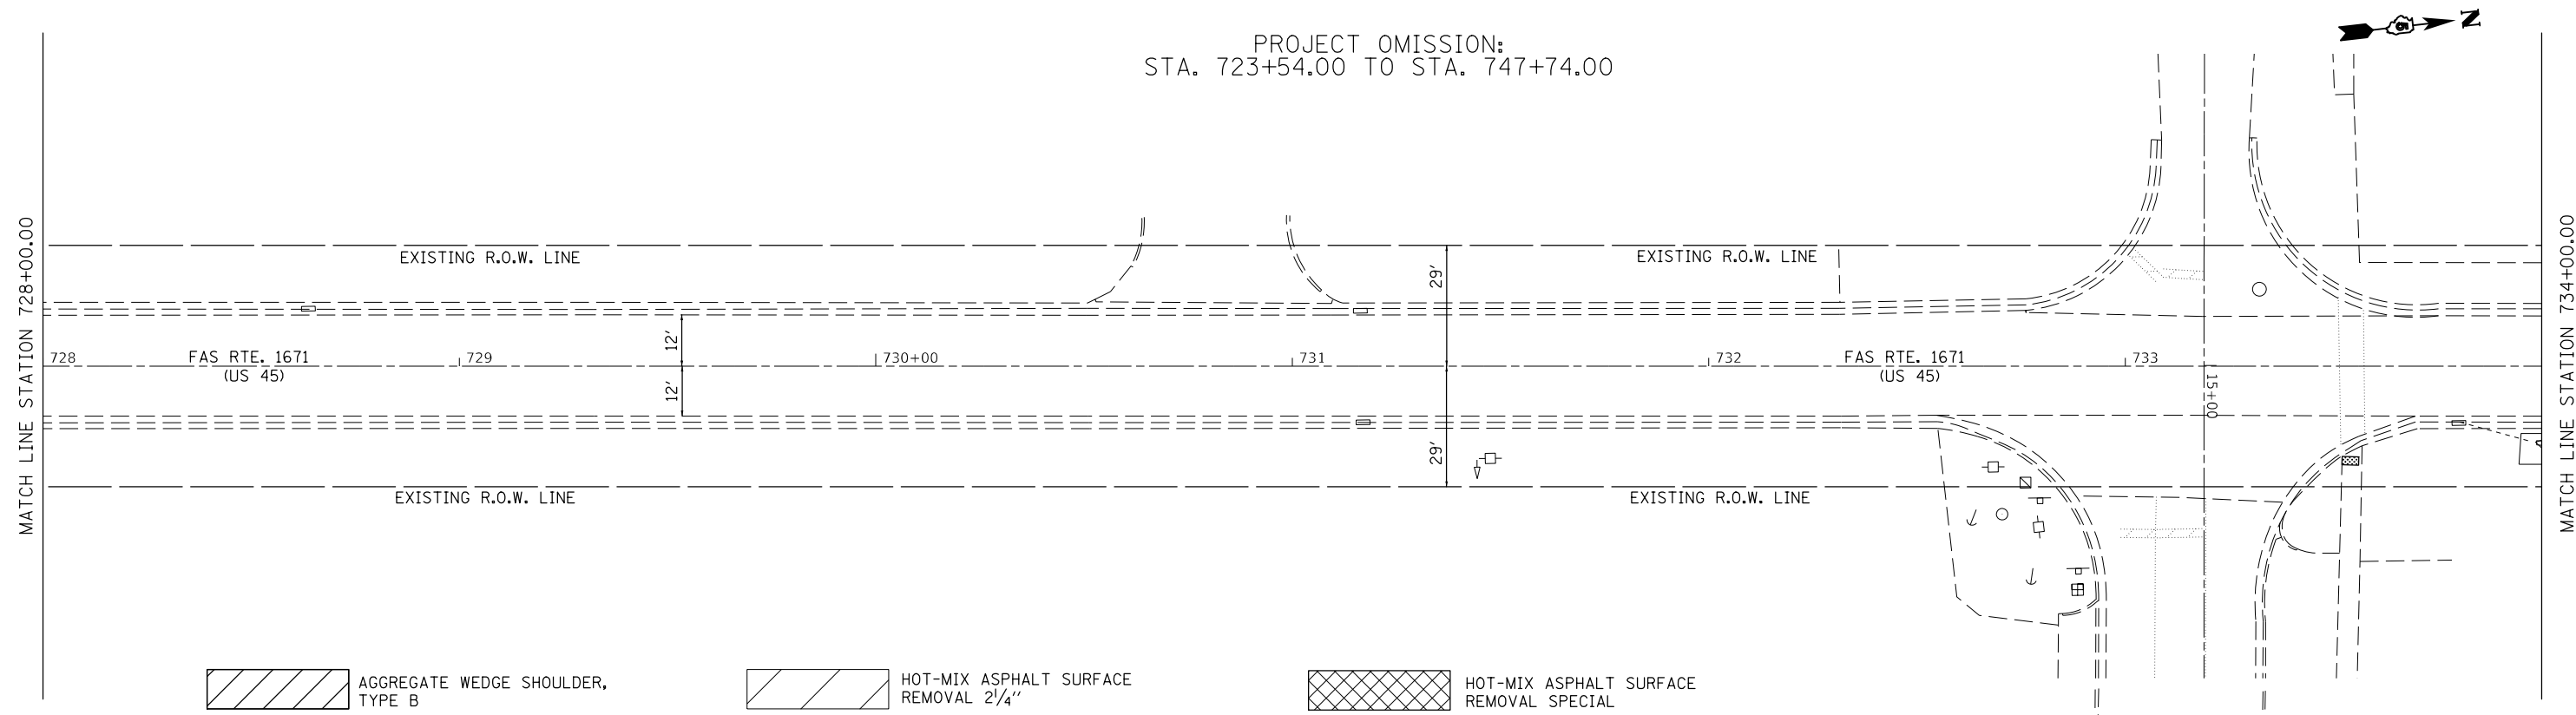 PROJECT OMISSION:
STA. 723+54.00 TO STA. 747+74.00
N
MATCH LINE STATION 728+00.00
MATCH LINE STATION 734+00.00
EXISTING R.O.W. LINE
EXISTING R.O.W. LINE
29'
12'
728
FAS RTE. 1671
(US 45)
729
730+00
731
732
FAS RTE. 1671
(US 45)
733
15+00
12'
29'
EXISTING R.O.W. LINE
EXISTING R.O.W. LINE
AGGREGATE WEDGE SHOULDER,
TYPE B
HOT-MIX ASPHALT SURFACE
REMOVAL 2 1/4"
HOT-MIX ASPHALT SURFACE
REMOVAL SPECIAL